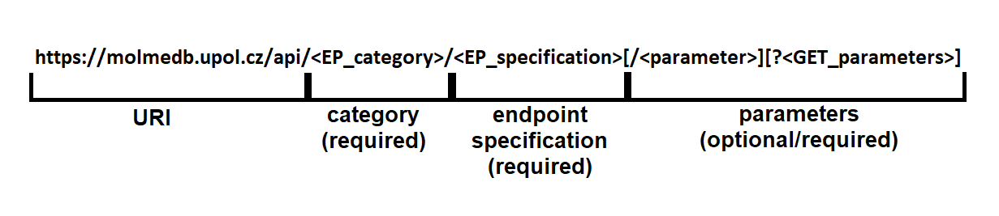 https://molmedb.upol.cz/api/<EP_category>/<EP_specification>[/<parameter>][?<GET_parameters>]
URI
category
(required)
endpoint
specification
(required)
parameters
(optional/required)